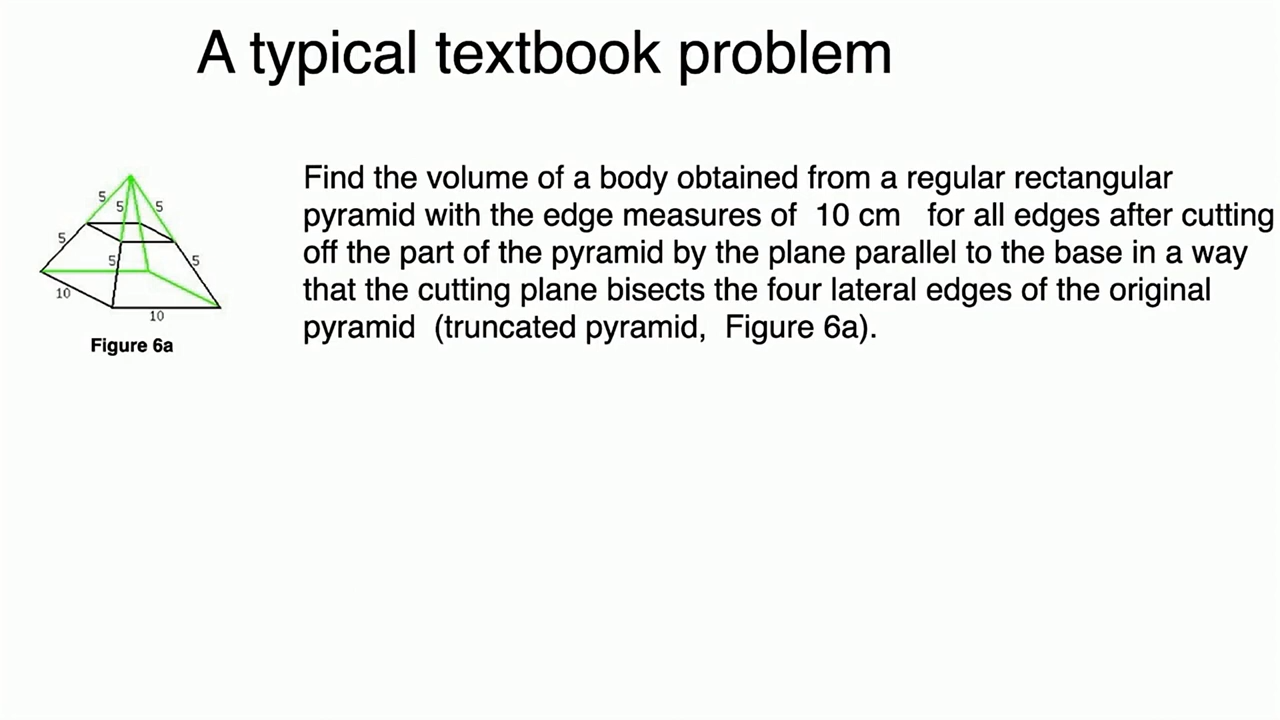 A typical textbook problem
Find the volume of a body obtained from a regular rectangular
pyramid with the edge measures of 10 cm for all edges after cutting
off the part of the pyramid by the plane parallel to the base in a way
that the cutting plane bisects the four lateral edges of the original
pyramid (truncated pyramid, Figure 6a).
5
5
5
5
5
5
10
10
Figure 6a